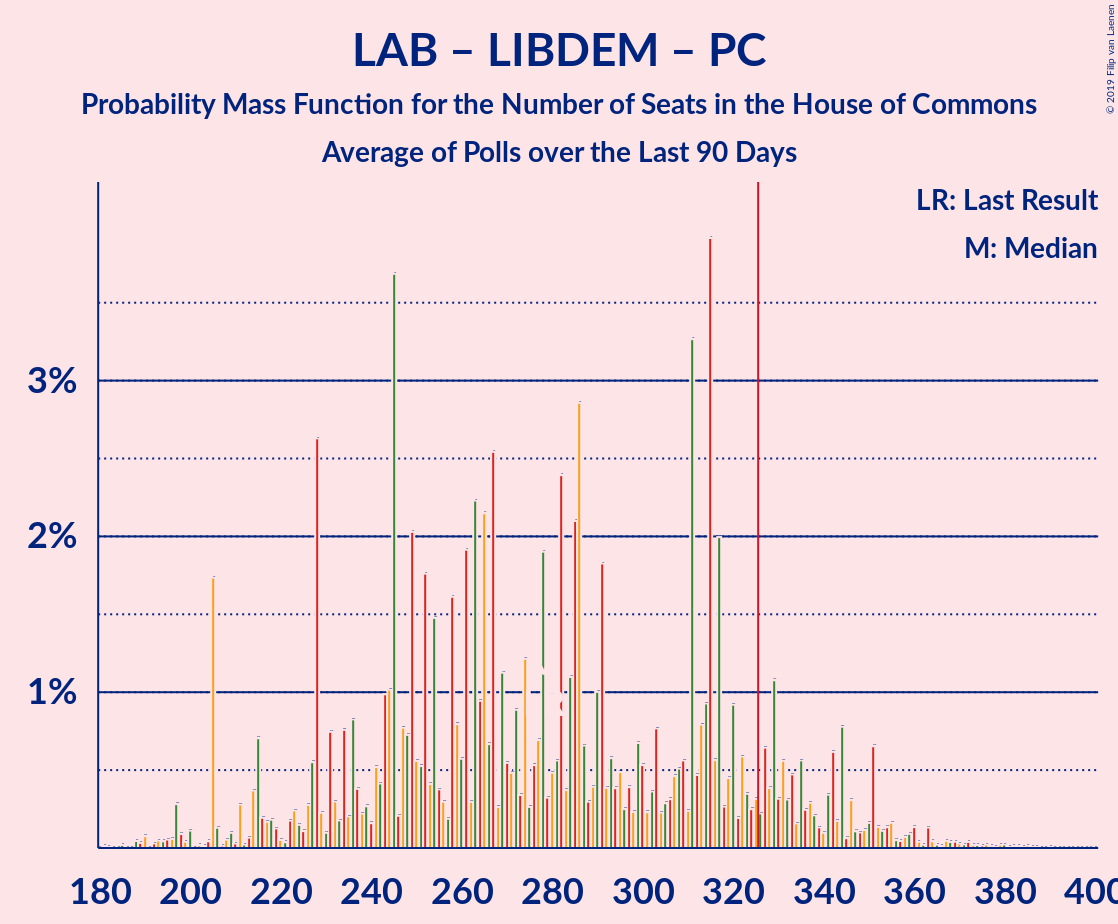 LAB – LIBDEM – PC
Probability Mass Function for the Number of Seats in the House of Commons
Average of Polls over the Last 90 Days
© 2019 Filip van Laenen
LR: Last Result
M: Median
3%
2%
1%
180 200 220 240 260 280 300 320 340 360 380 400